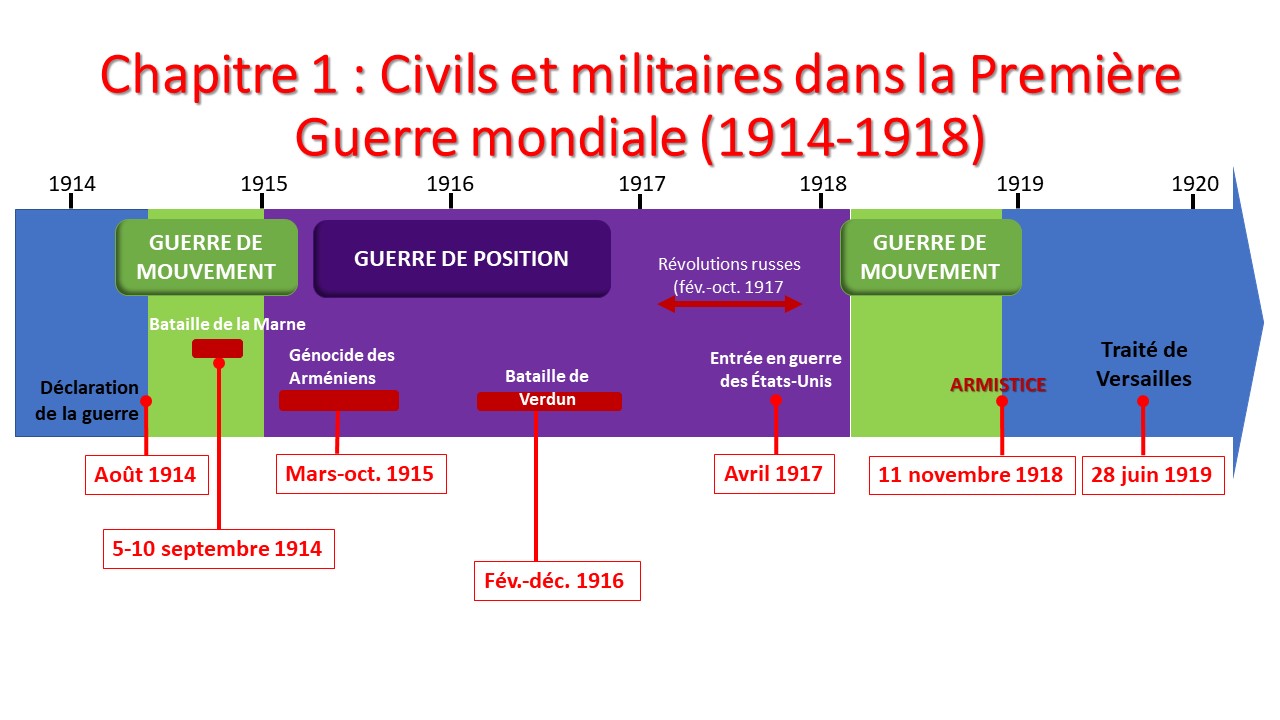 Chapitre 1 : Civils et militaires dans la Première
Guerre mondiale (1914-1918)
1914 1915 1916 1917 1918 1919 1920
GUERRE DE
MOUVEMENT
GUERRE DE POSITION
Révolutions russes
(fév.-oct. 1917
GUERRE DE
MOUVEMENT
Bataille de la Marne
Génocide des
Arméniens
Bataille de
Verdun
Entrée en guerre
des États-Unis
Traité de
Versailles
Déclaration
de la guerre
ARMISTICE
Août 1914
Mars-oct. 1915
Avril 1917
11 novembre 1918
28 juin 1919
5-10 septembre 1914
Fév.-déc. 1916